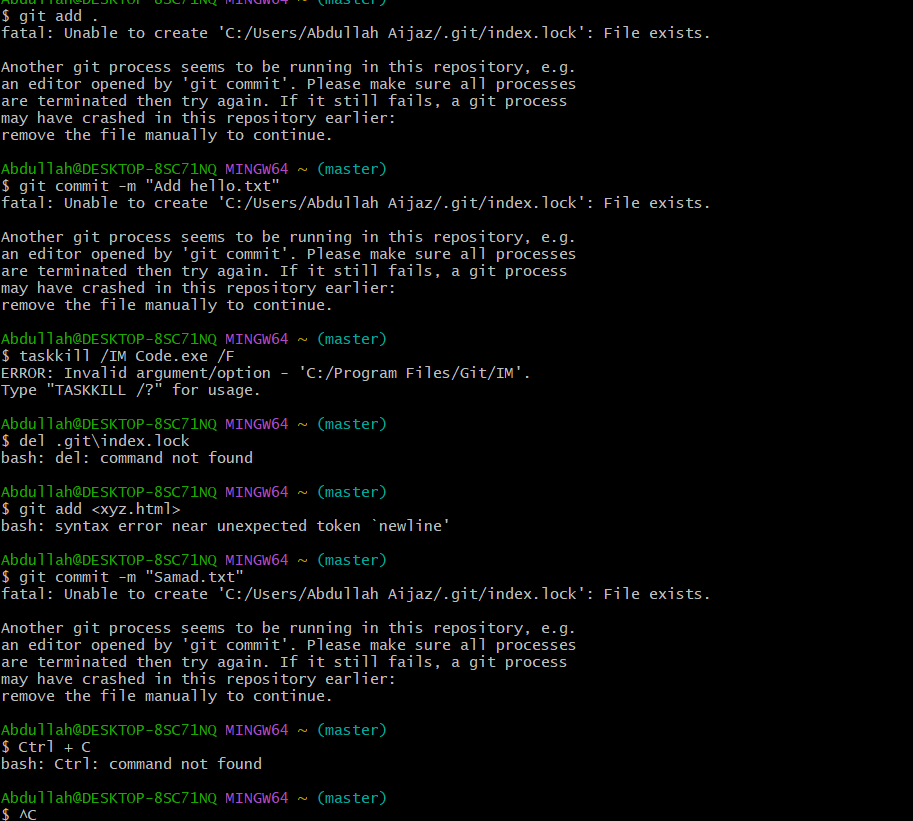 Abdullah@DESKTOP-8SC71NQ MINGW64 ~ (master)
$ git add .
fatal: Unable to create 'C:/Users/Abdullah Aijaz/.git/index.lock': File exists.
Another git process seems to be running in this repository, e.g.
an editor opened by 'git commit'. Please make sure all processes
are terminated then try again. If it still fails, a git process
may have crashed in this repository earlier:
remove the file manually to continue.
Abdullah@DESKTOP-8SC71NQ MINGW64 ~ (master)
$ git commit -m "Add hello.txt"
fatal: Unable to create 'C:/Users/Abdullah Aijaz/.git/index.lock': File exists.
Another git process seems to be running in this repository, e.g.
an editor opened by 'git commit'. Please make sure all processes
are terminated then try again. If it still fails, a git process
may have crashed in this repository earlier:
remove the file manually to continue.
Abdullah@DESKTOP-8SC71NQ MINGW64 ~ (master)
$ taskkill /IM Code.exe /F
ERROR: Invalid argument/option - 'C:/Program Files/Git/IM'.
Type "TASKKILL /?" for usage.
Abdullah@DESKTOP-8SC71NQ MINGW64 ~ (master)
$ del .git\index.lock
bash: del: command not found
Abdullah@DESKTOP-8SC71NQ MINGW64 ~ (master)
$ git add <xyz.html>
bash: syntax error near unexpected token `newline'
Abdullah@DESKTOP-8SC71NQ MINGW64 ~ (master)
$ git commit -m "Samad.txt"
fatal: Unable to create 'C:/Users/Abdullah Aijaz/.git/index.lock': File exists.
Another git process seems to be running in this repository, e.g.
an editor opened by 'git commit'. Please make sure all processes
are terminated then try again. If it still fails, a git process
may have crashed in this repository earlier:
remove the file manually to continue.
Abdullah@DESKTOP-8SC71NQ MINGW64 ~ (master)
$ Ctrl + C
bash: Ctrl: command not found
Abdullah@DESKTOP-8SC71NQ MINGW64 ~ (master)
$ ^C